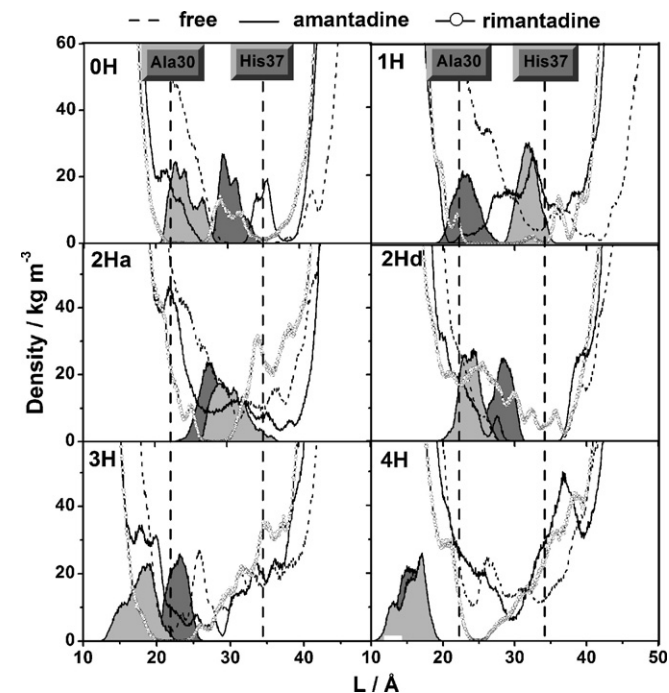 free amantadine rimantadine
60 0H Ala30 His37 1H Ala30 His37
40
20
0
2Ha 2Hd
40
20
0
3H 4H
40
20
0
10 20 30 40 10 20 30 40 50
Density / kg m⁻³
L / Å